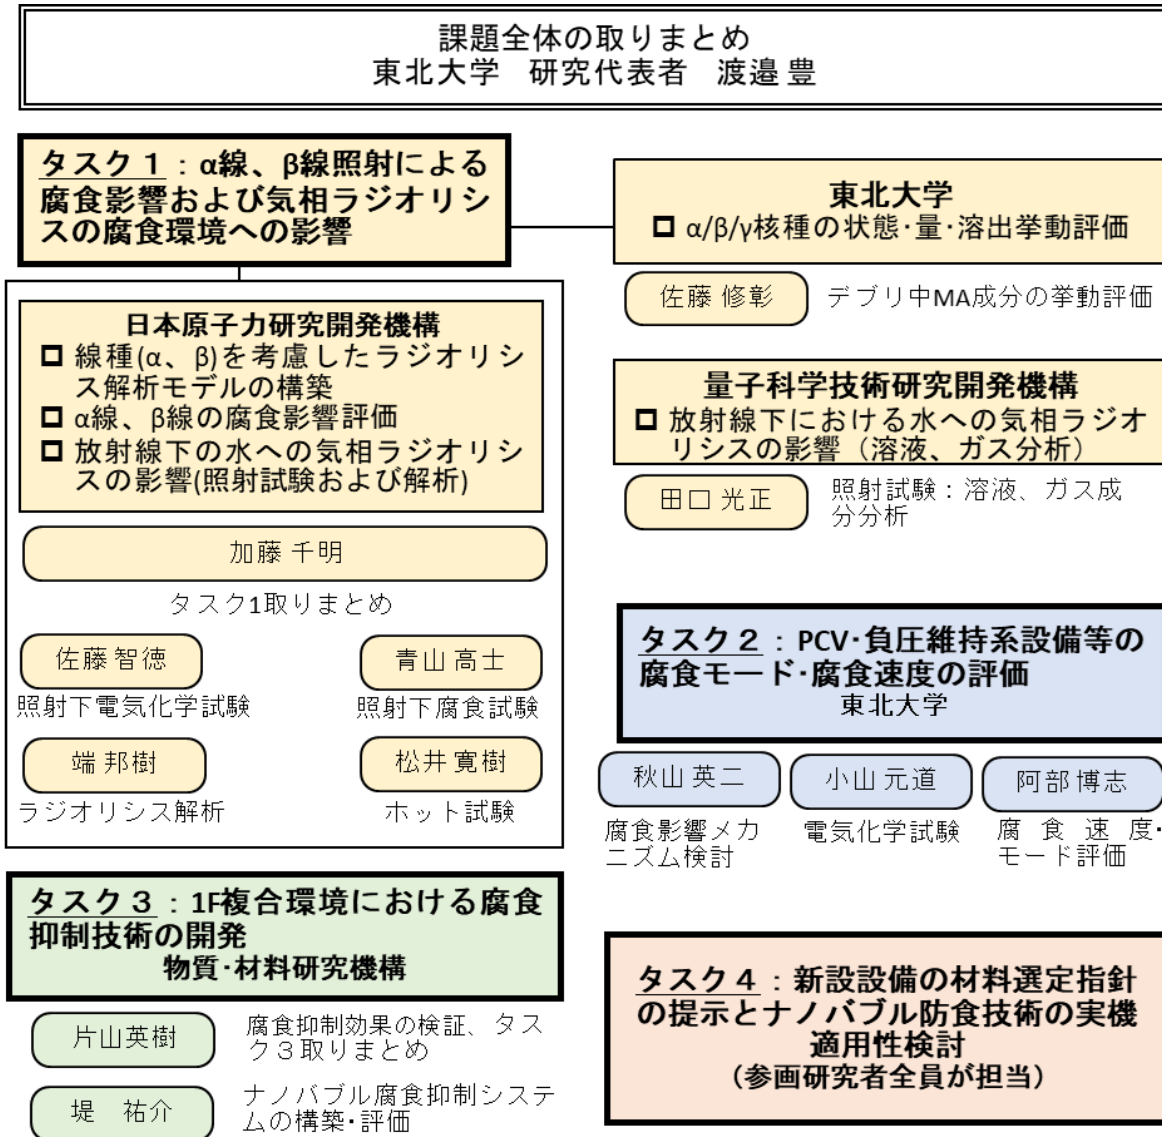 課題全体の取りまとめ
東北大学　研究代表者　渡邉 豊
タスク１：α線、β線照射による
腐食影響および気相ラジオリシ
スの腐食環境への影響
日本原子力研究開発機構
線種(α、β)を考慮したラジオリシ
ス解析モデルの構築
α線、β線の腐食影響評価
放射線下の水への気相ラジオリシ
スの影響(照射試験および解析)
加藤 千明
タスク1取りまとめ
佐藤 智徳
照射下電気化学試験
青山 高士
照射下腐食試験
端 邦樹
ラジオリシス解析
松井 寛樹
ホット試験
東北大学
α/β/γ核種の状態･量･溶出挙動評価
佐藤 修彰
デブリ中MA成分の挙動評価
量子科学技術研究開発機構
放射線下における水への気相ラジオ
リシスの影響（溶液、ガス分析）
田口 光正
照射試験：溶液、ガス成
分分析
タスク２：PCV･負圧維持系設備等の
腐食モード･腐食速度の評価
東北大学
秋山 英二
腐食影響メカ
ニズム検討
小山 元道
電気化学試験
阿部 博志
腐食速度･
モード評価
タスク３：1F複合環境における腐食
抑制技術の開発
物質･材料研究機構
片山英樹
腐食抑制効果の検証、タス
ク３取りまとめ
堤　祐介
ナノバブル腐食抑制システ
ムの構築･評価
タスク４：新設設備の材料選定指針
の提示とナノバブル防食技術の実機
適用性検討
（参画研究者全員が担当）